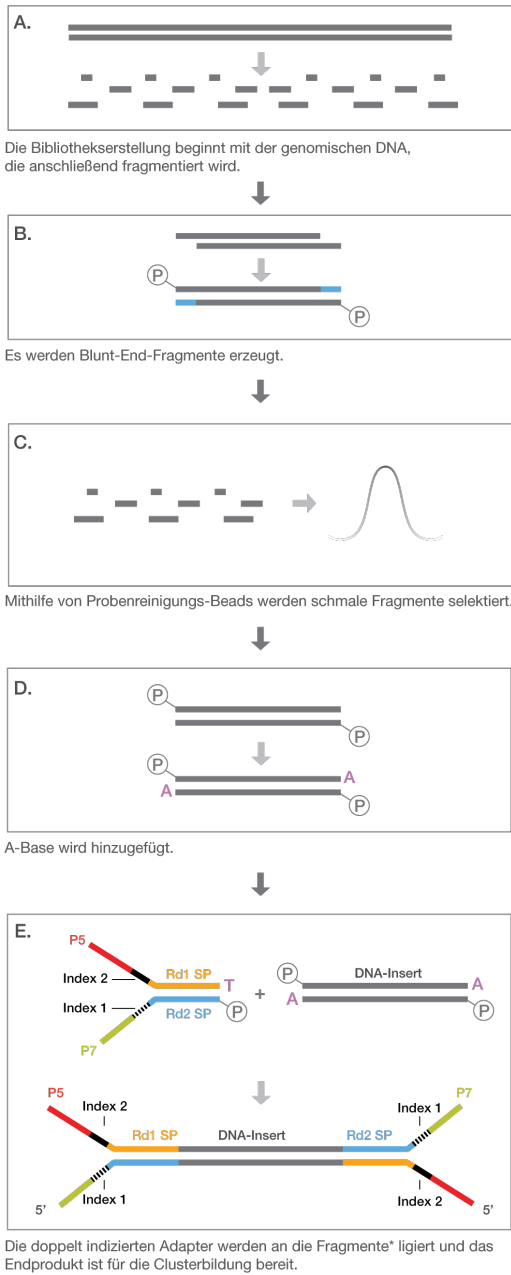 A.
Die Bibliothekserstellung beginnt mit der genomischen DNA,
die anschließend fragmentiert wird.
B.
P
P
Es werden Blunt-End-Fragmente erzeugt.
C.
Mithilfe von Probenreinigungs-Beads werden schmale Fragmente selektiert.
D.
P
P
P
A
A
P
A-Base wird hinzugefügt.
E.
P5
Index 2
Rd1 SP
T
Index 1
Rd2 SP
P
P7
+
P
DNA-Insert
A
A
P
P5
Index 2
Rd1 SP
DNA-Insert
Rd2 SP
Index 1
P7
5’
Index 1
Index 2
5’
Die doppelt indizierten Adapter werden an die Fragmente* ligiert und das
Endprodukt ist für die Clusterbildung bereit.